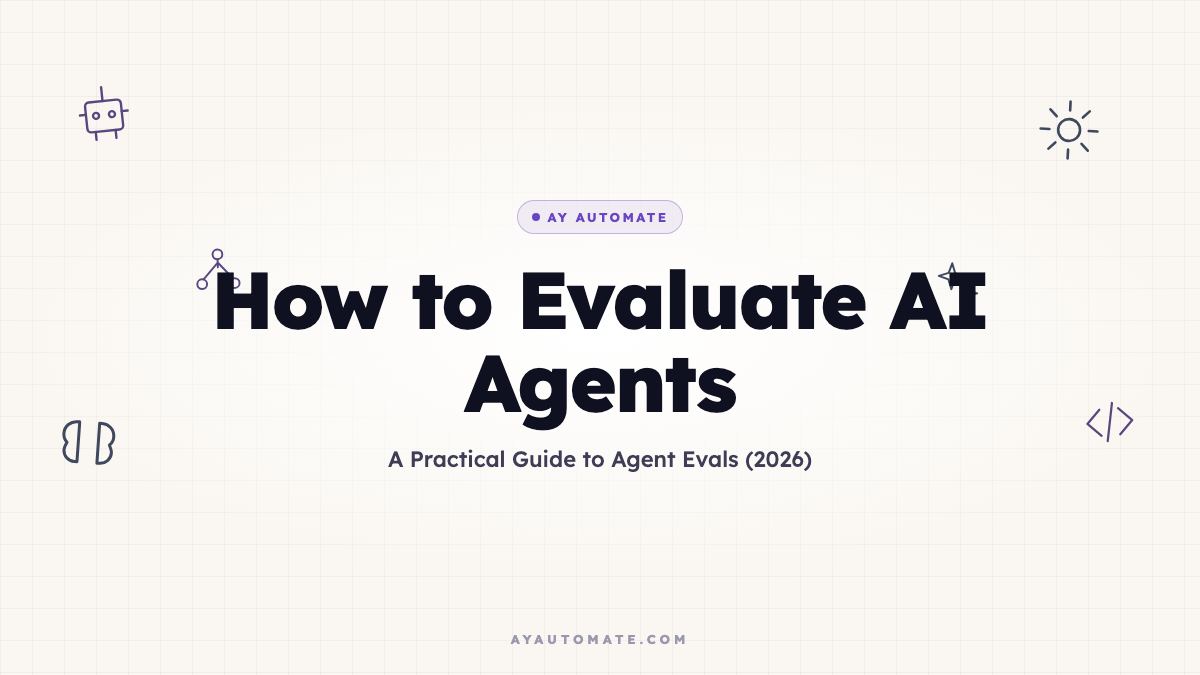 AY AUTOMATE
How to Evaluate AI
Agents
A Practical Guide to Agent Evals (2026)
AYAUTOMATE.COM